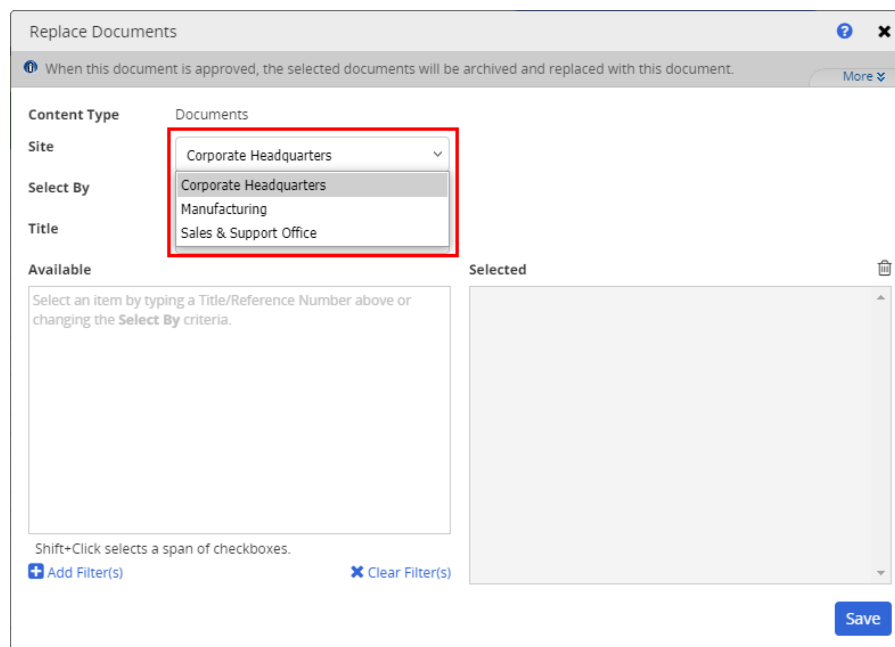 Replace Documents
When this document is approved, the selected documents will be archived and replaced with this document.
More
Content Type Documents
Site Corporate Headquarters
Select By Corporate Headquarters
Manufacturing
Title Sales & Support Office
Available Selected
Select an item by typing a Title/Reference Number above or
changing the Select By criteria.
Shift+Click selects a span of checkboxes.
Add Filter(s) Clear Filter(s)
Save